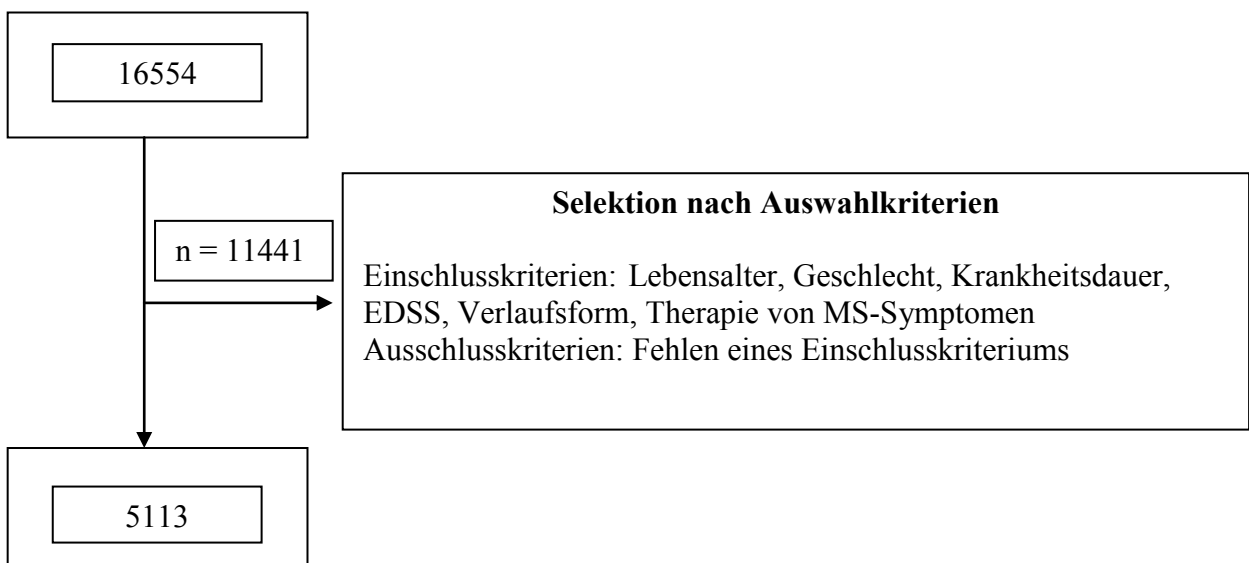 16554
Selektion nach Auswahlkriterien
n = 11441
Einschlusskriterien: Lebensalter, Geschlecht, Krankheitsdauer,
EDSS, Verlaufsform, Therapie von MS-Symptomen
Ausschlusskriterien: Fehlen eines Einschlusskriteriums
5113